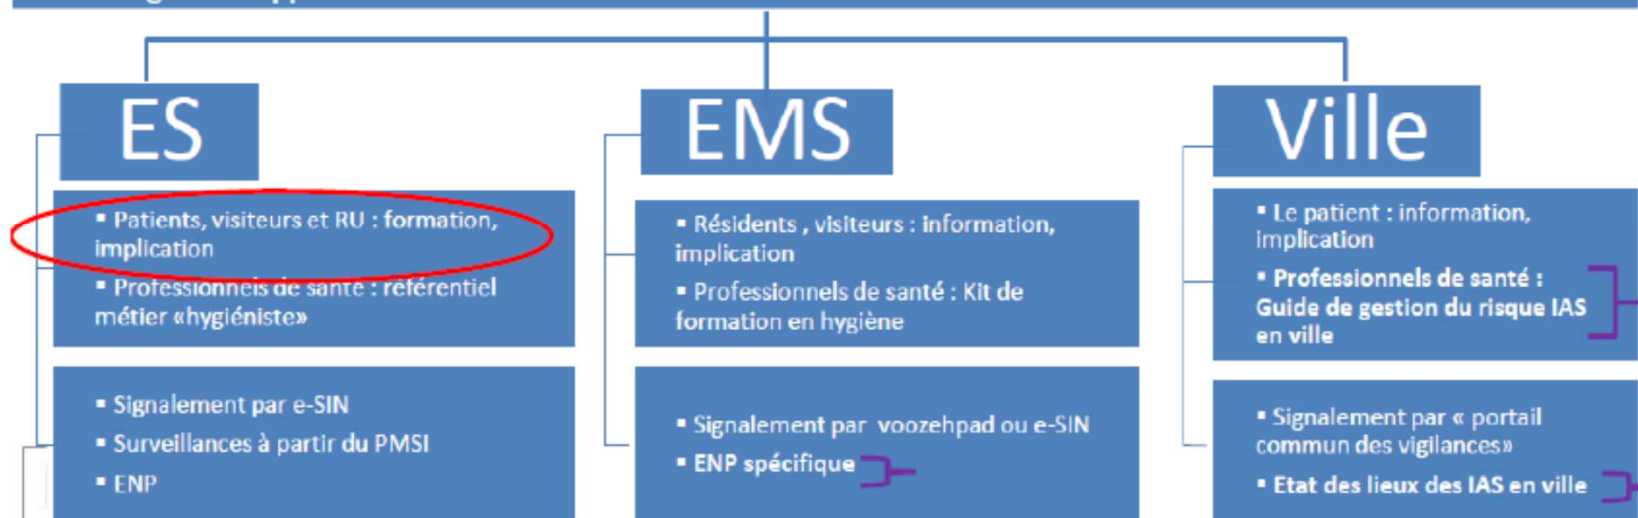 ES
Patients, visiteurs et RU : formation,
implication
Professionnels de santé : référentiel
métier «hygiéniste»
Signalement par e-SIN
Surveillances à partir du PMSI
ENP
EMS
Résidents , visiteurs : information,
implication
Professionnels de santé : Kit de
formation en hygiène
Signalement par voozehpad ou e-SIN
ENP spécifique
Ville
Le patient : information,
implication
Professionnels de santé :
Guide de gestion du risque IAS
en ville
Signalement par « portail
commun des vigilances»
Etat des lieux des IAS en ville